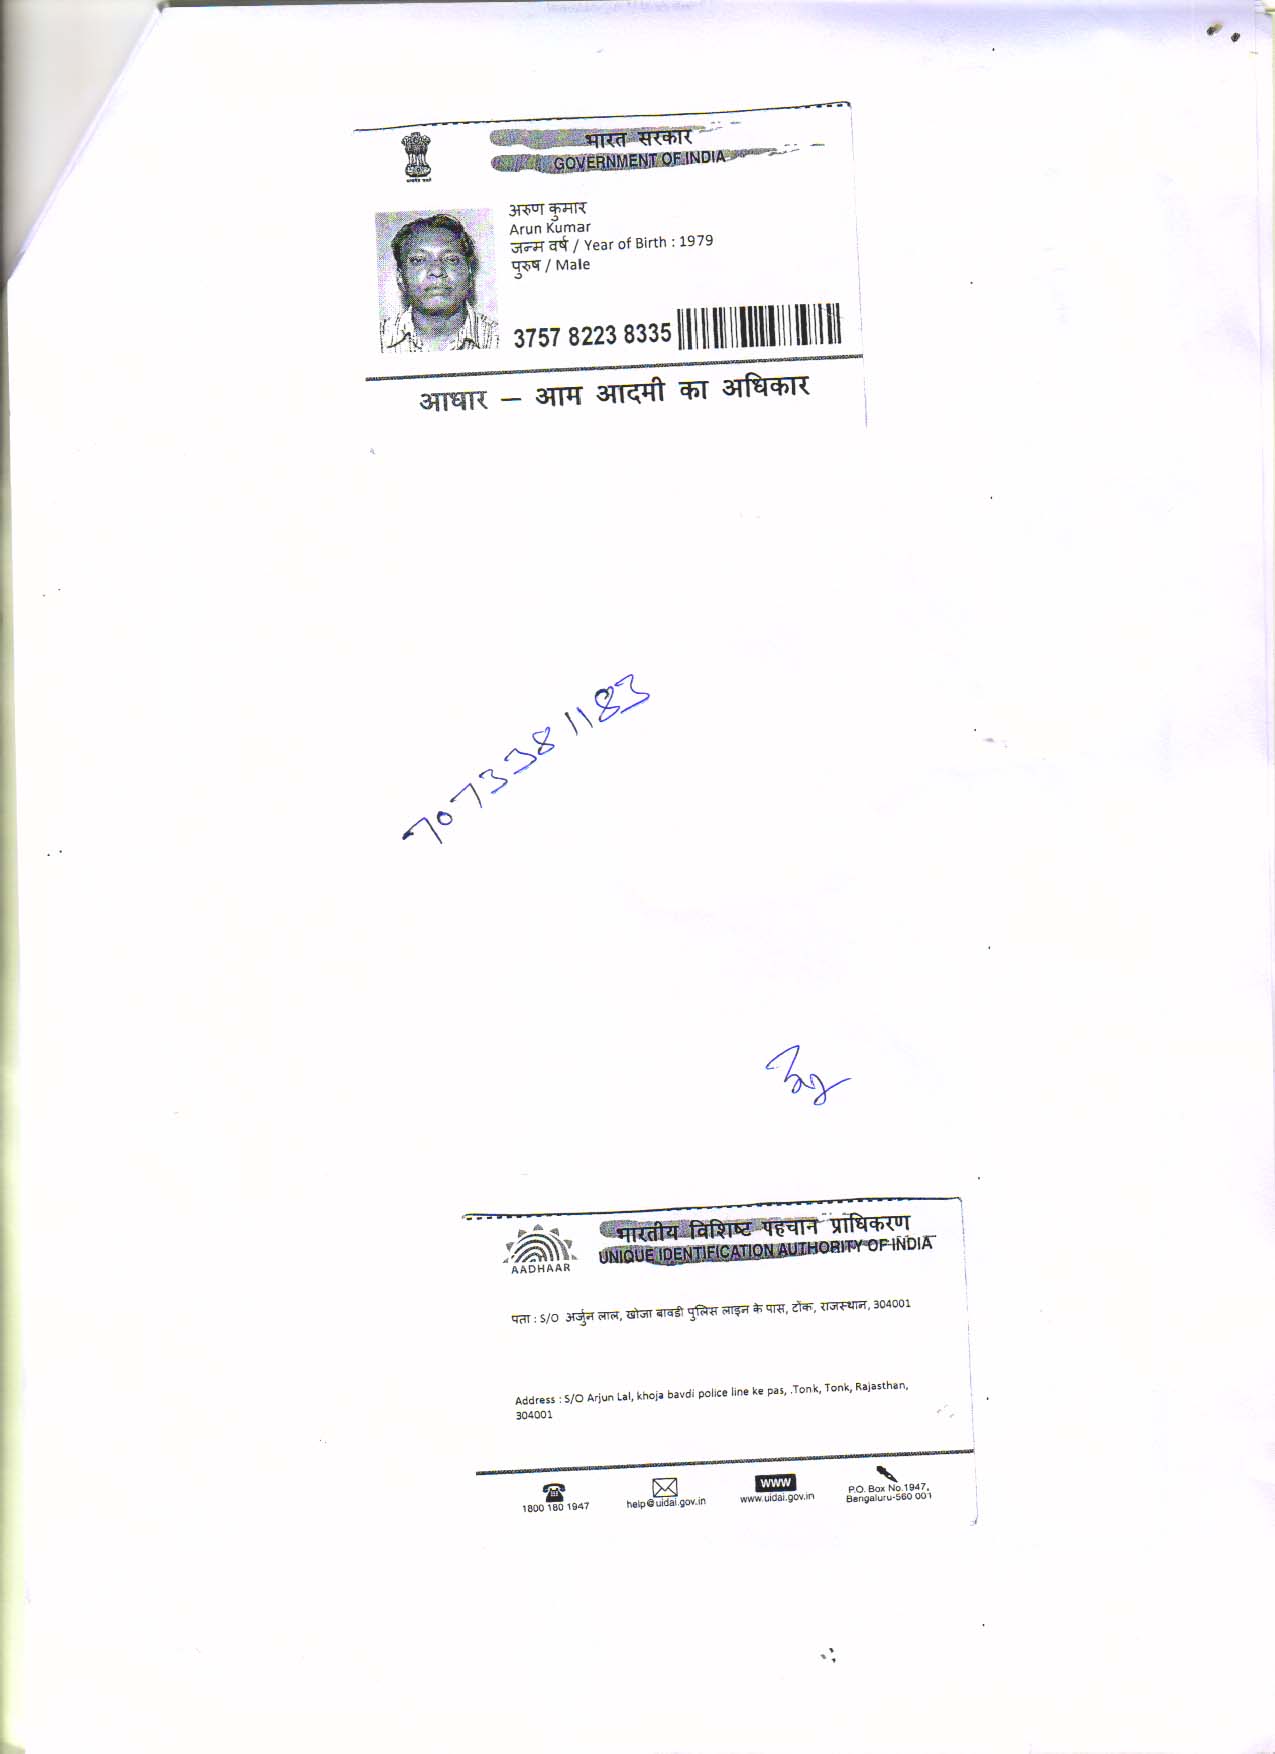 भारत सरकार
GOVERNMENT OF INDIA
अरुण कुमार
Arun Kumar
जन्म वर्ष / Year of Birth : 1979
पुरुष / Male
3757 8223 8335
आधार – आम आदमी का अधिकार
7073381183
भारतीय विशिष्ट पहचान प्राधिकरण
UNIQUE IDENTIFICATION AUTHORITY OF INDIA
AADHAAR
पता : S/O अर्जुन लाल, खोजा बावडी पुलिस लाइन के पास, टोंक, राजस्थान, 304001
Address : S/O Arjun Lal, khoja bavdi police line ke pas, .Tonk, Tonk, Rajasthan,
304001
1800 180 1947
help@uidai.gov.in
www
www.uidai.gov.in
P.O. Box No.1947,
Bengaluru-560 001